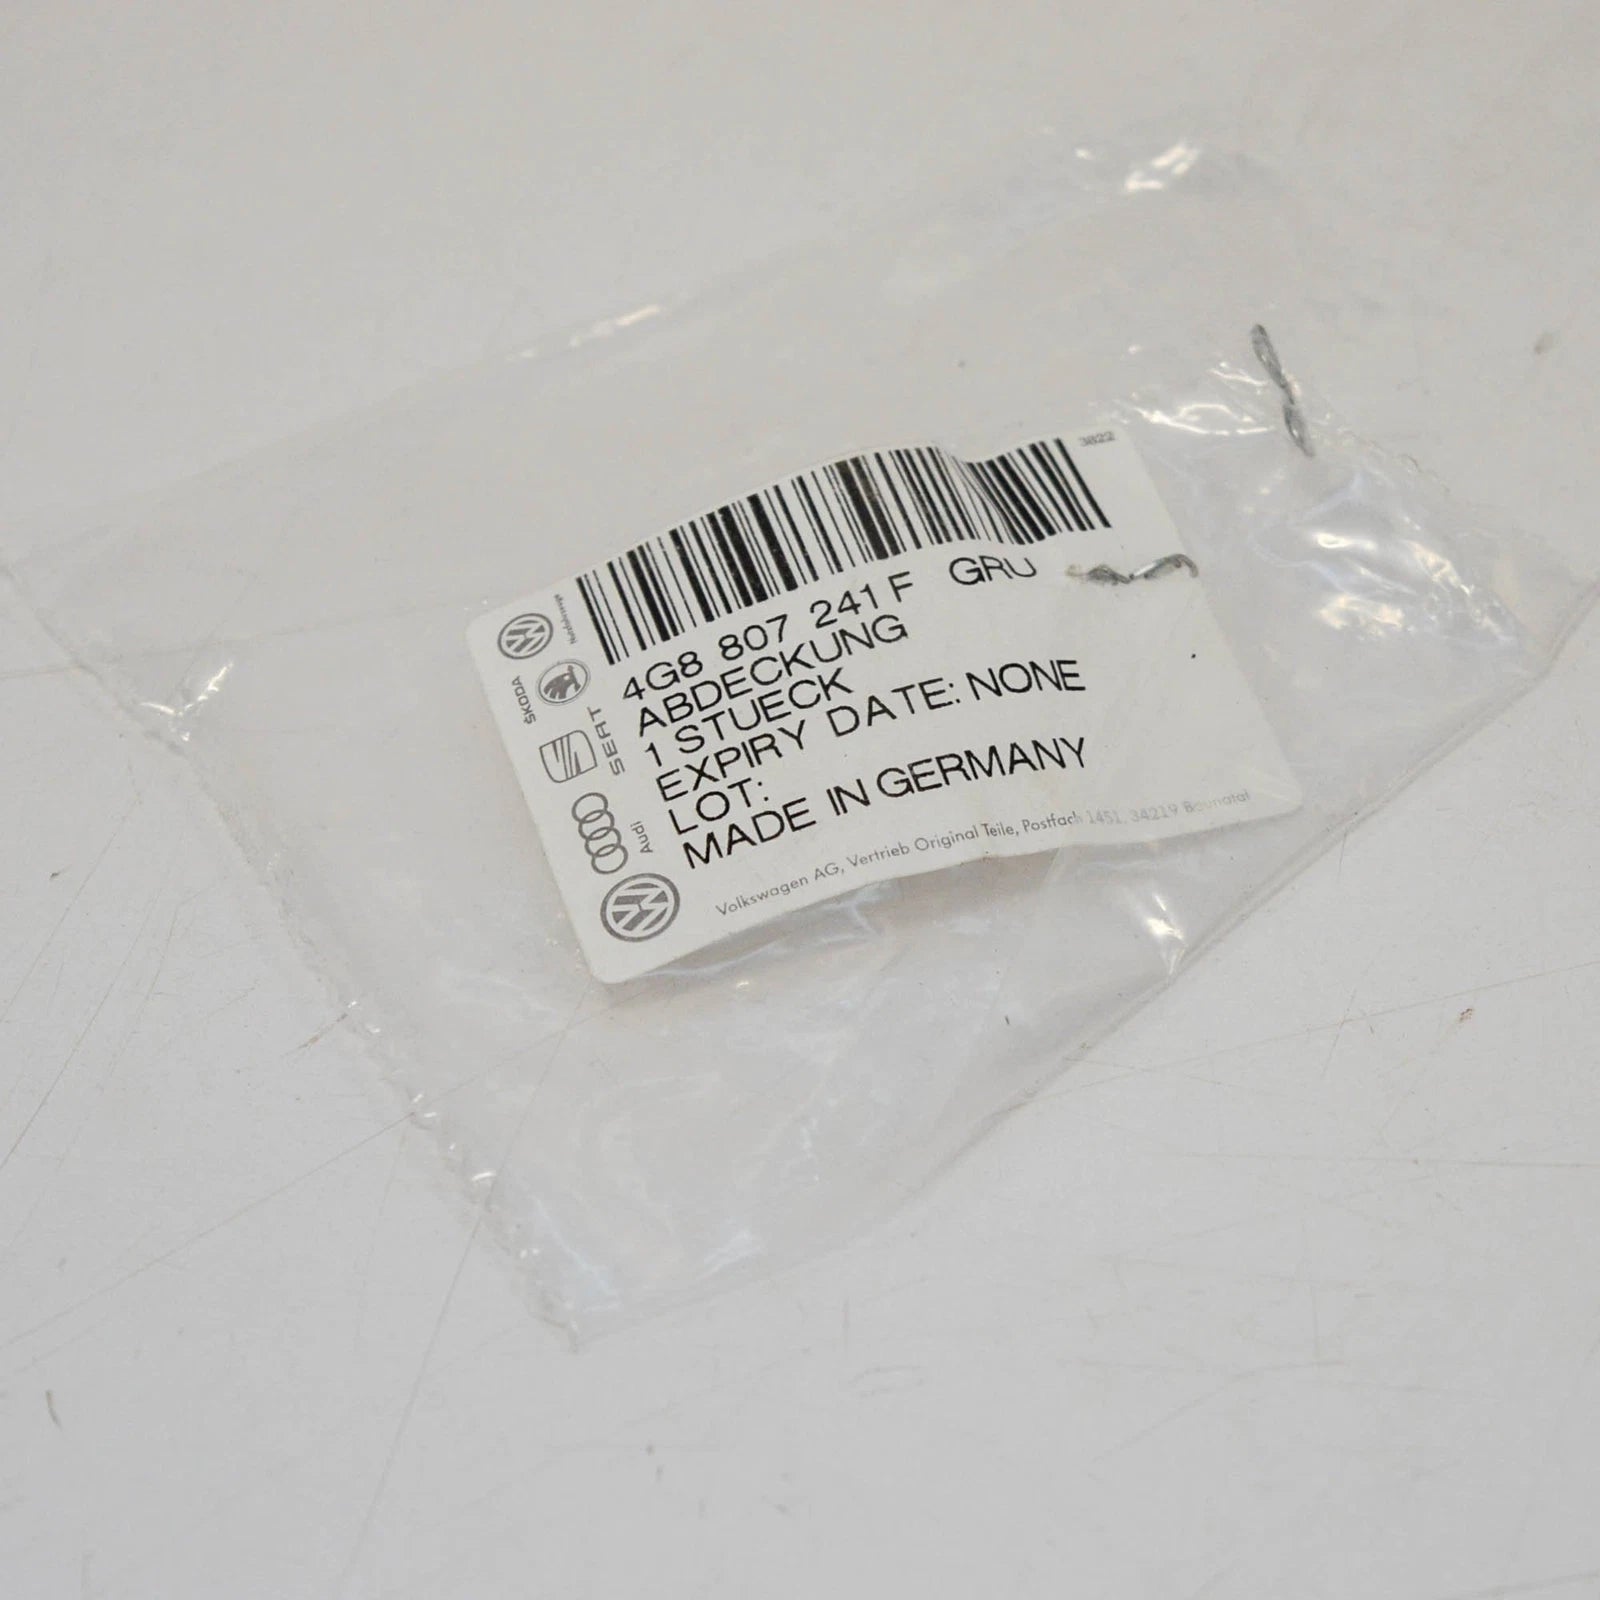 3822
4G8 807 241 F GRU
ABDECKUNG
1 STUECK
EXPIRY DATE: NONE
LOT:
MADE IN GERMANY
Volkswagen AG, Vertrieb Original Teile, Postfach 1451, 34219 Baunatal
Nutzfahrzeuge
ŠKODA
SEAT
Audi